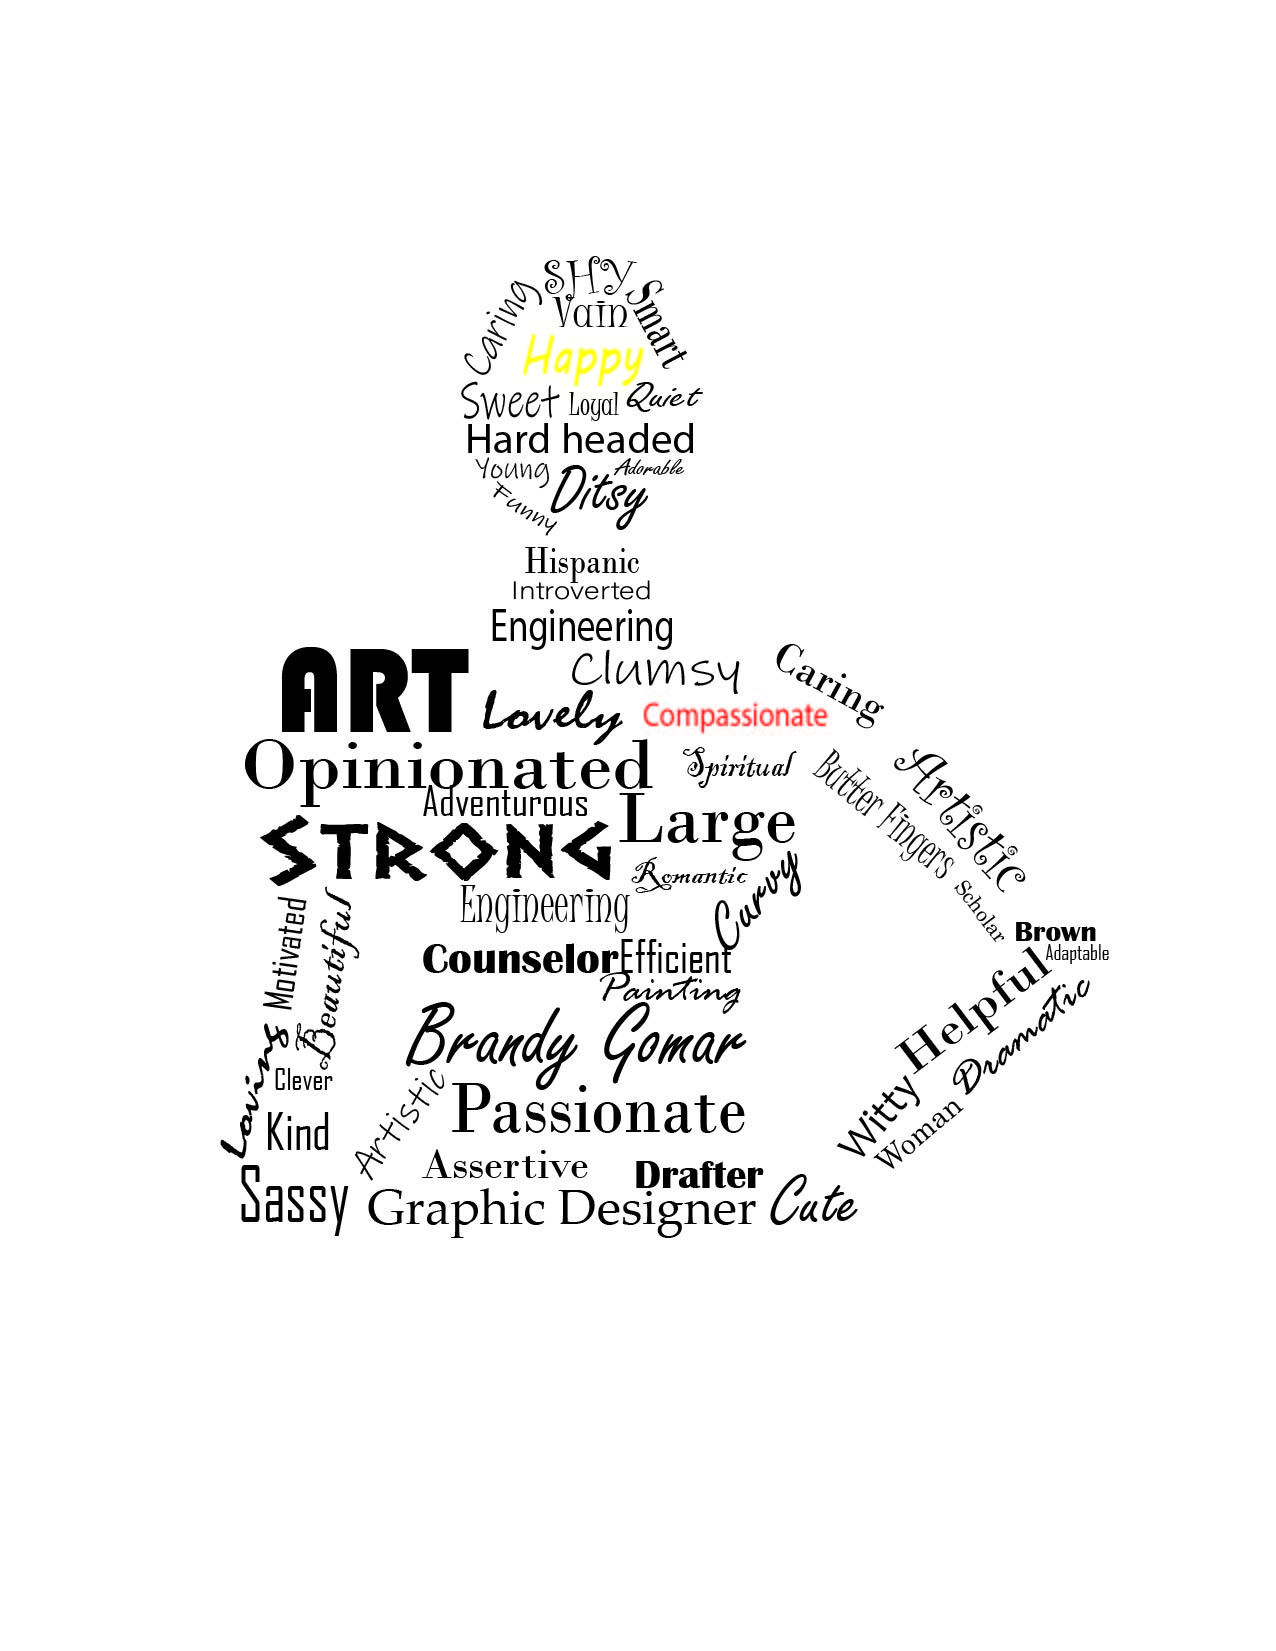 SHY
Caring
Smart
Vain
Happy
Sweet Loyal Quiet
Hard headed
Young Adorable
Ditsy
Funny
Hispanic
Introverted
Engineering
ART Clumsy Caring
Lovely Compassionate
Opinionated Spiritual Butter Fingers Artistic
Adventurous Large
STRONG
Romantic
Engineering Curvy Scholar
Motivated Beautiful
Brown
Counselor Efficient Adaptable
Painting Helpful
Dramatic
Brandy Gomar
Loving
Clever
Artistic
Passionate Witty
Woman
Kind
Assertive Drafter
Sassy Graphic Designer Cute